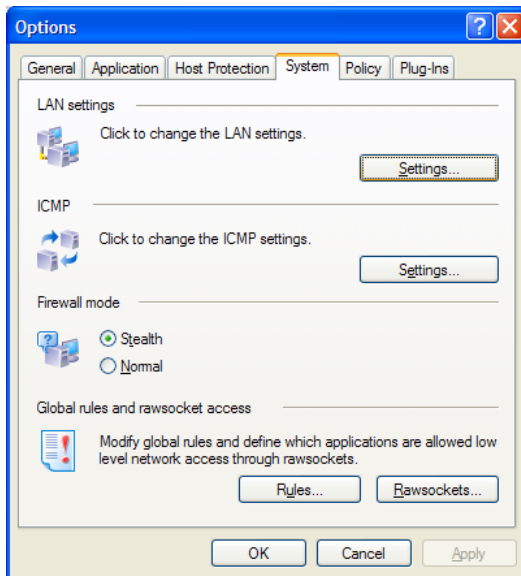 Options
General Application Host Protection System Policy Plug-Ins
LAN settings
Click to change the LAN settings.
Settings...
ICMP
Click to change the ICMP settings.
Settings...
Firewall mode
Stealth
Normal
Global rules and rawsocket access
Modify global rules and define which applications are allowed low
level network access through rawsockets.
Rules... Rawsockets...
OK Cancel Apply